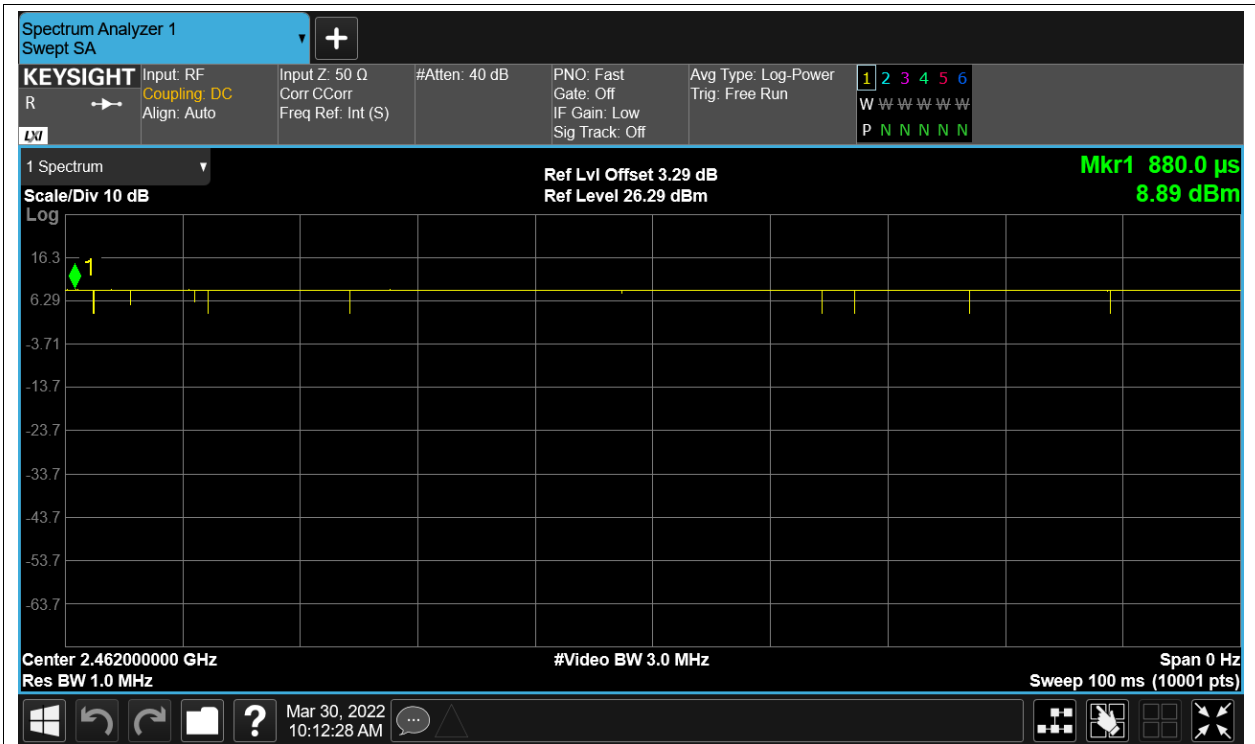 Spectrum Analyzer 1
Swept SA
+
KEYSIGHT
R
LXI
Input: RF
Coupling: DC
Align: Auto
Input Z: 50 Ω
Corr CCorr
Freq Ref: Int (S)
#Atten: 40 dB
PNO: Fast
Gate: Off
IF Gain: Low
Sig Track: Off
Avg Type: Log-Power
Trig: Free Run
1 2 3 4 5 6
W W W W W W
P N N N N N
1 Spectrum
Scale/Div 10 dB
Ref Lvl Offset 3.29 dB
Ref Level 26.29 dBm
Mkr1 880.0 µs
8.89 dBm
Log
16.3
1
6.29
-3.71
-13.7
-23.7
-33.7
-43.7
-53.7
-63.7
Center 2.462000000 GHz
#Video BW 3.0 MHz
Span 0 Hz
Res BW 1.0 MHz
Sweep 100 ms (10001 pts)
?
Mar 30, 2022
10:12:28 AM